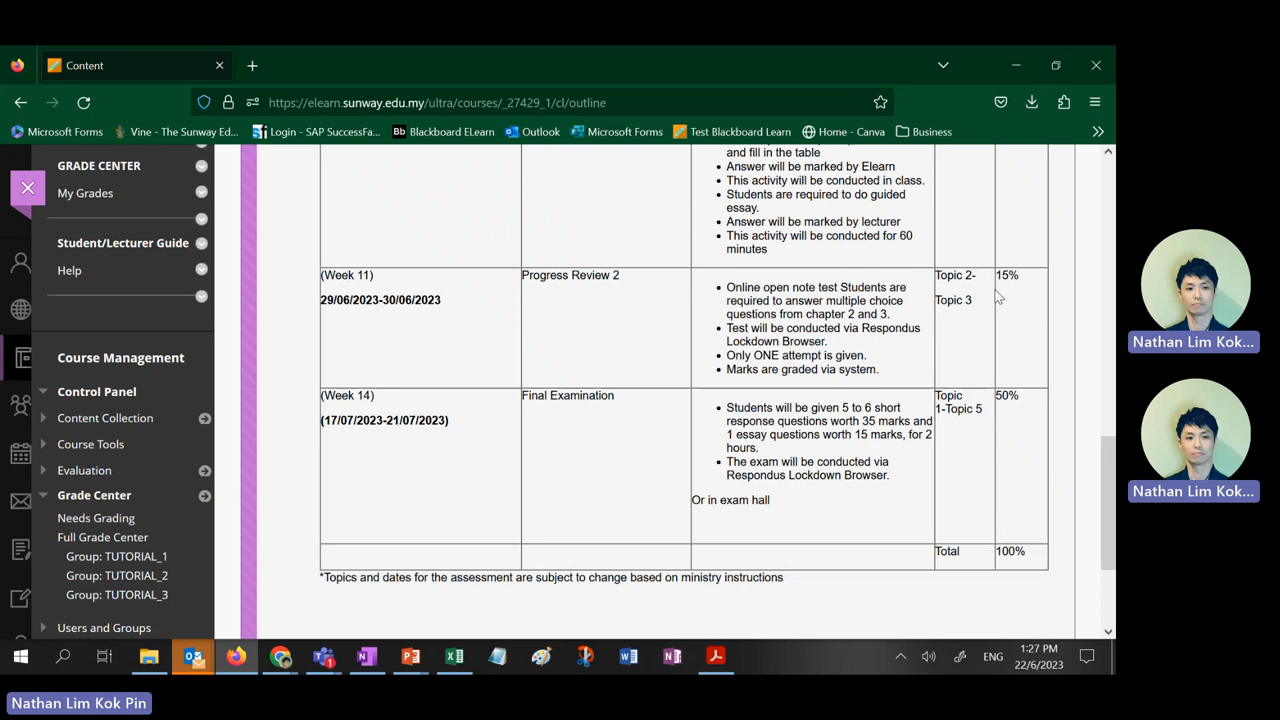 Content
https://elearn.sunway.edu.my/ultra/courses/_27429_1/cl/outline
Microsoft Forms
Vine - The Sunway Ed...
Login - SAP SuccessFa...
Bb Blackboard ELearn
Outlook
Microsoft Forms
Test Blackboard Learn
Home - Canva
Business
GRADE CENTER
My Grades
Student/Lecturer Guide
Help
Course Management
Control Panel
Content Collection
Course Tools
Evaluation
Grade Center
Needs Grading
Full Grade Center
Group: TUTORIAL_1
Group: TUTORIAL_2
Group: TUTORIAL_3
Users and Groups
and fill in the table
Answer will be marked by Elearn
This activity will be conducted in class.
Students are required to do guided
essay.
Answer will be marked by lecturer
This activity will be conducted for 60
minutes
(Week 11)
29/06/2023-30/06/2023
Progress Review 2
Online open note test Students are
required to answer multiple choice
questions from chapter 2 and 3.
Test will be conducted via Respondus
Lockdown Browser.
Only ONE attempt is given.
Marks are graded via system.
Topic 2-
Topic 3
15%
(Week 14)
(17/07/2023-21/07/2023)
Final Examination
Students will be given 5 to 6 short
response questions worth 35 marks and
1 essay questions worth 15 marks, for 2
hours.
The exam will be conducted via
Respondus Lockdown Browser.
Or in exam hall
Topic
1-Topic 5
50%
Total
100%
*Topics and dates for the assessment are subject to change based on ministry instructions
ENG
1:27 PM
22/6/2023
Nathan Lim Kok...
Nathan Lim Kok...
Nathan Lim Kok Pin